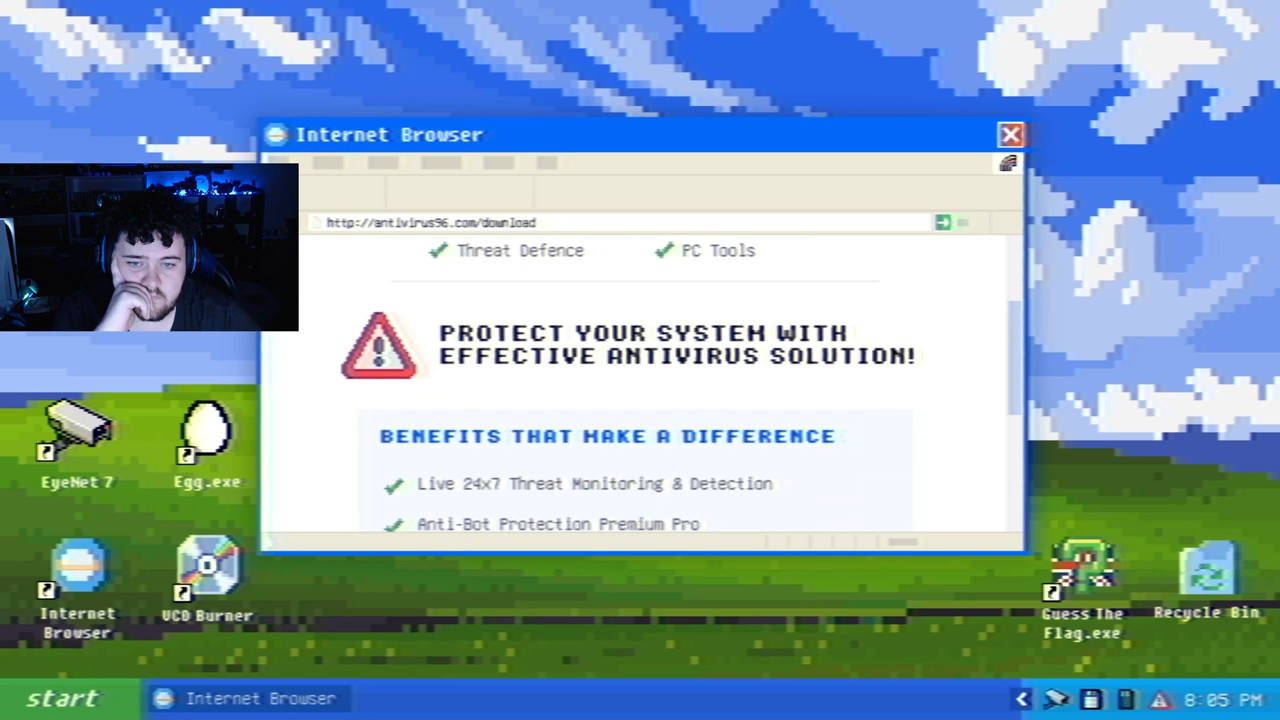 Internet Browser
http://antivirus96.com/download
Threat Defence
PC Tools
PROTECT YOUR SYSTEM WITH
EFFECTIVE ANTIVIRUS SOLUTION!
BENEFITS THAT MAKE A DIFFERENCE
Live 24x7 Threat Monitoring & Detection
Anti-Bot Protection Premium Pro
EyeNet 7
Egg.exe
Internet
Browser
VCD Burner
Guess The
Flag.exe
Recycle Bin
start
Internet Browser
8:05 PM